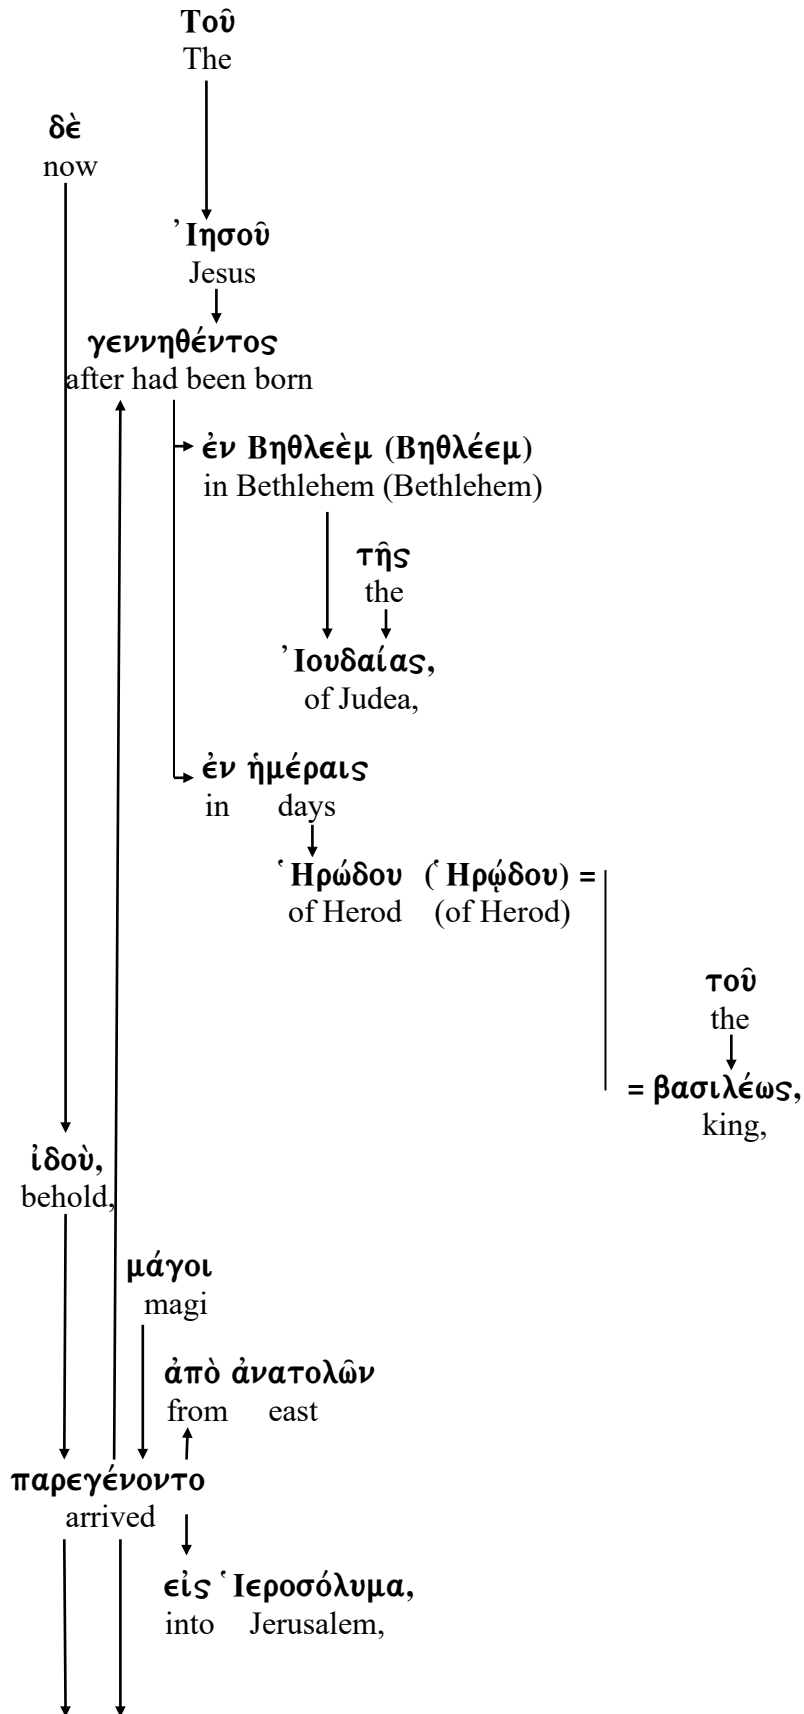 Τοῦ
The
δὲ
now
Ἰησοῦ
Jesus
γεννηθέντος
after had been born
ἐν Βηθλεὲμ (Βηθλέεμ)
in Bethlehem (Bethlehem)
τῆς
the
Ἰουδαίας,
of Judea,
ἐν ἡμέραις
in days
Ἡρώδου (Ἡρῴδου) =
of Herod (of Herod)
τοῦ
the
= βασιλέως,
king,
ἰδοὺ,
behold,
μάγοι
magi
ἀπὸ ἀνατολῶν
from east
παρεγένοντο
arrived
εἰς Ἱεροσόλυμα,
into Jerusalem,